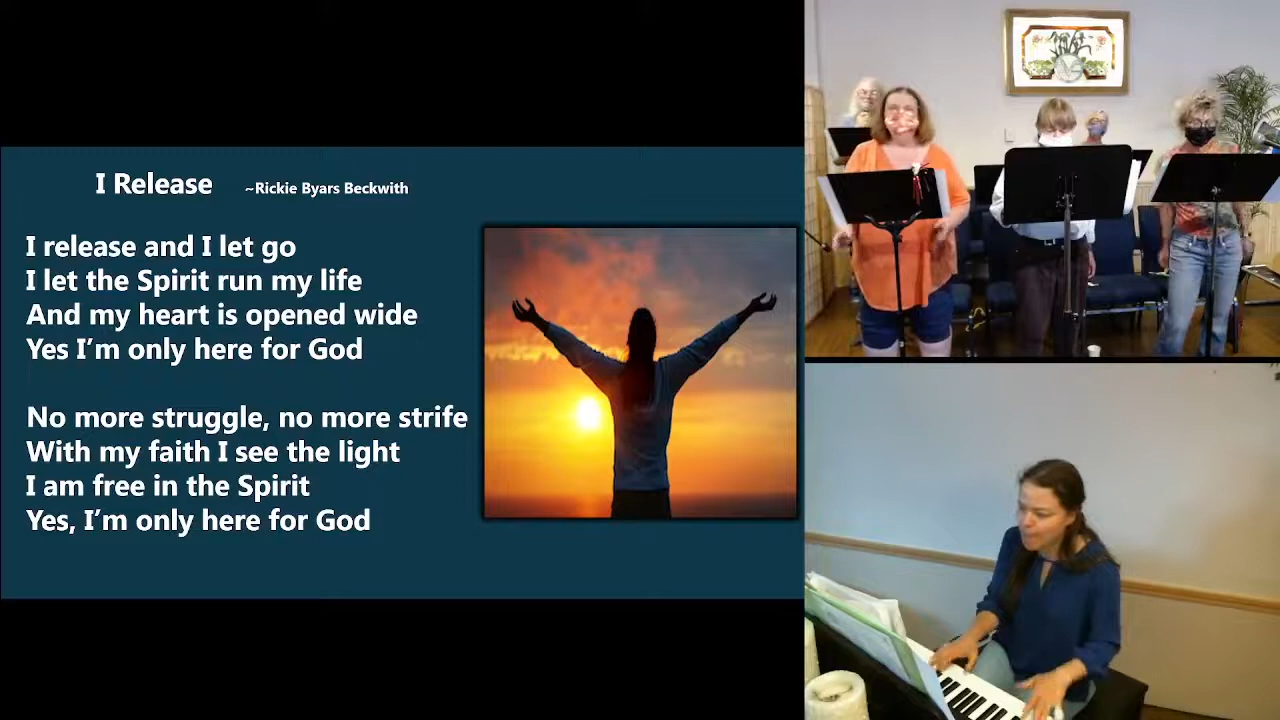 I Release ~Rickie Byars Beckwith
I release and I let go
I let the Spirit run my life
And my heart is opened wide
Yes I’m only here for God
No more struggle, no more strife
With my faith I see the light
I am free in the Spirit
Yes, I’m only here for God